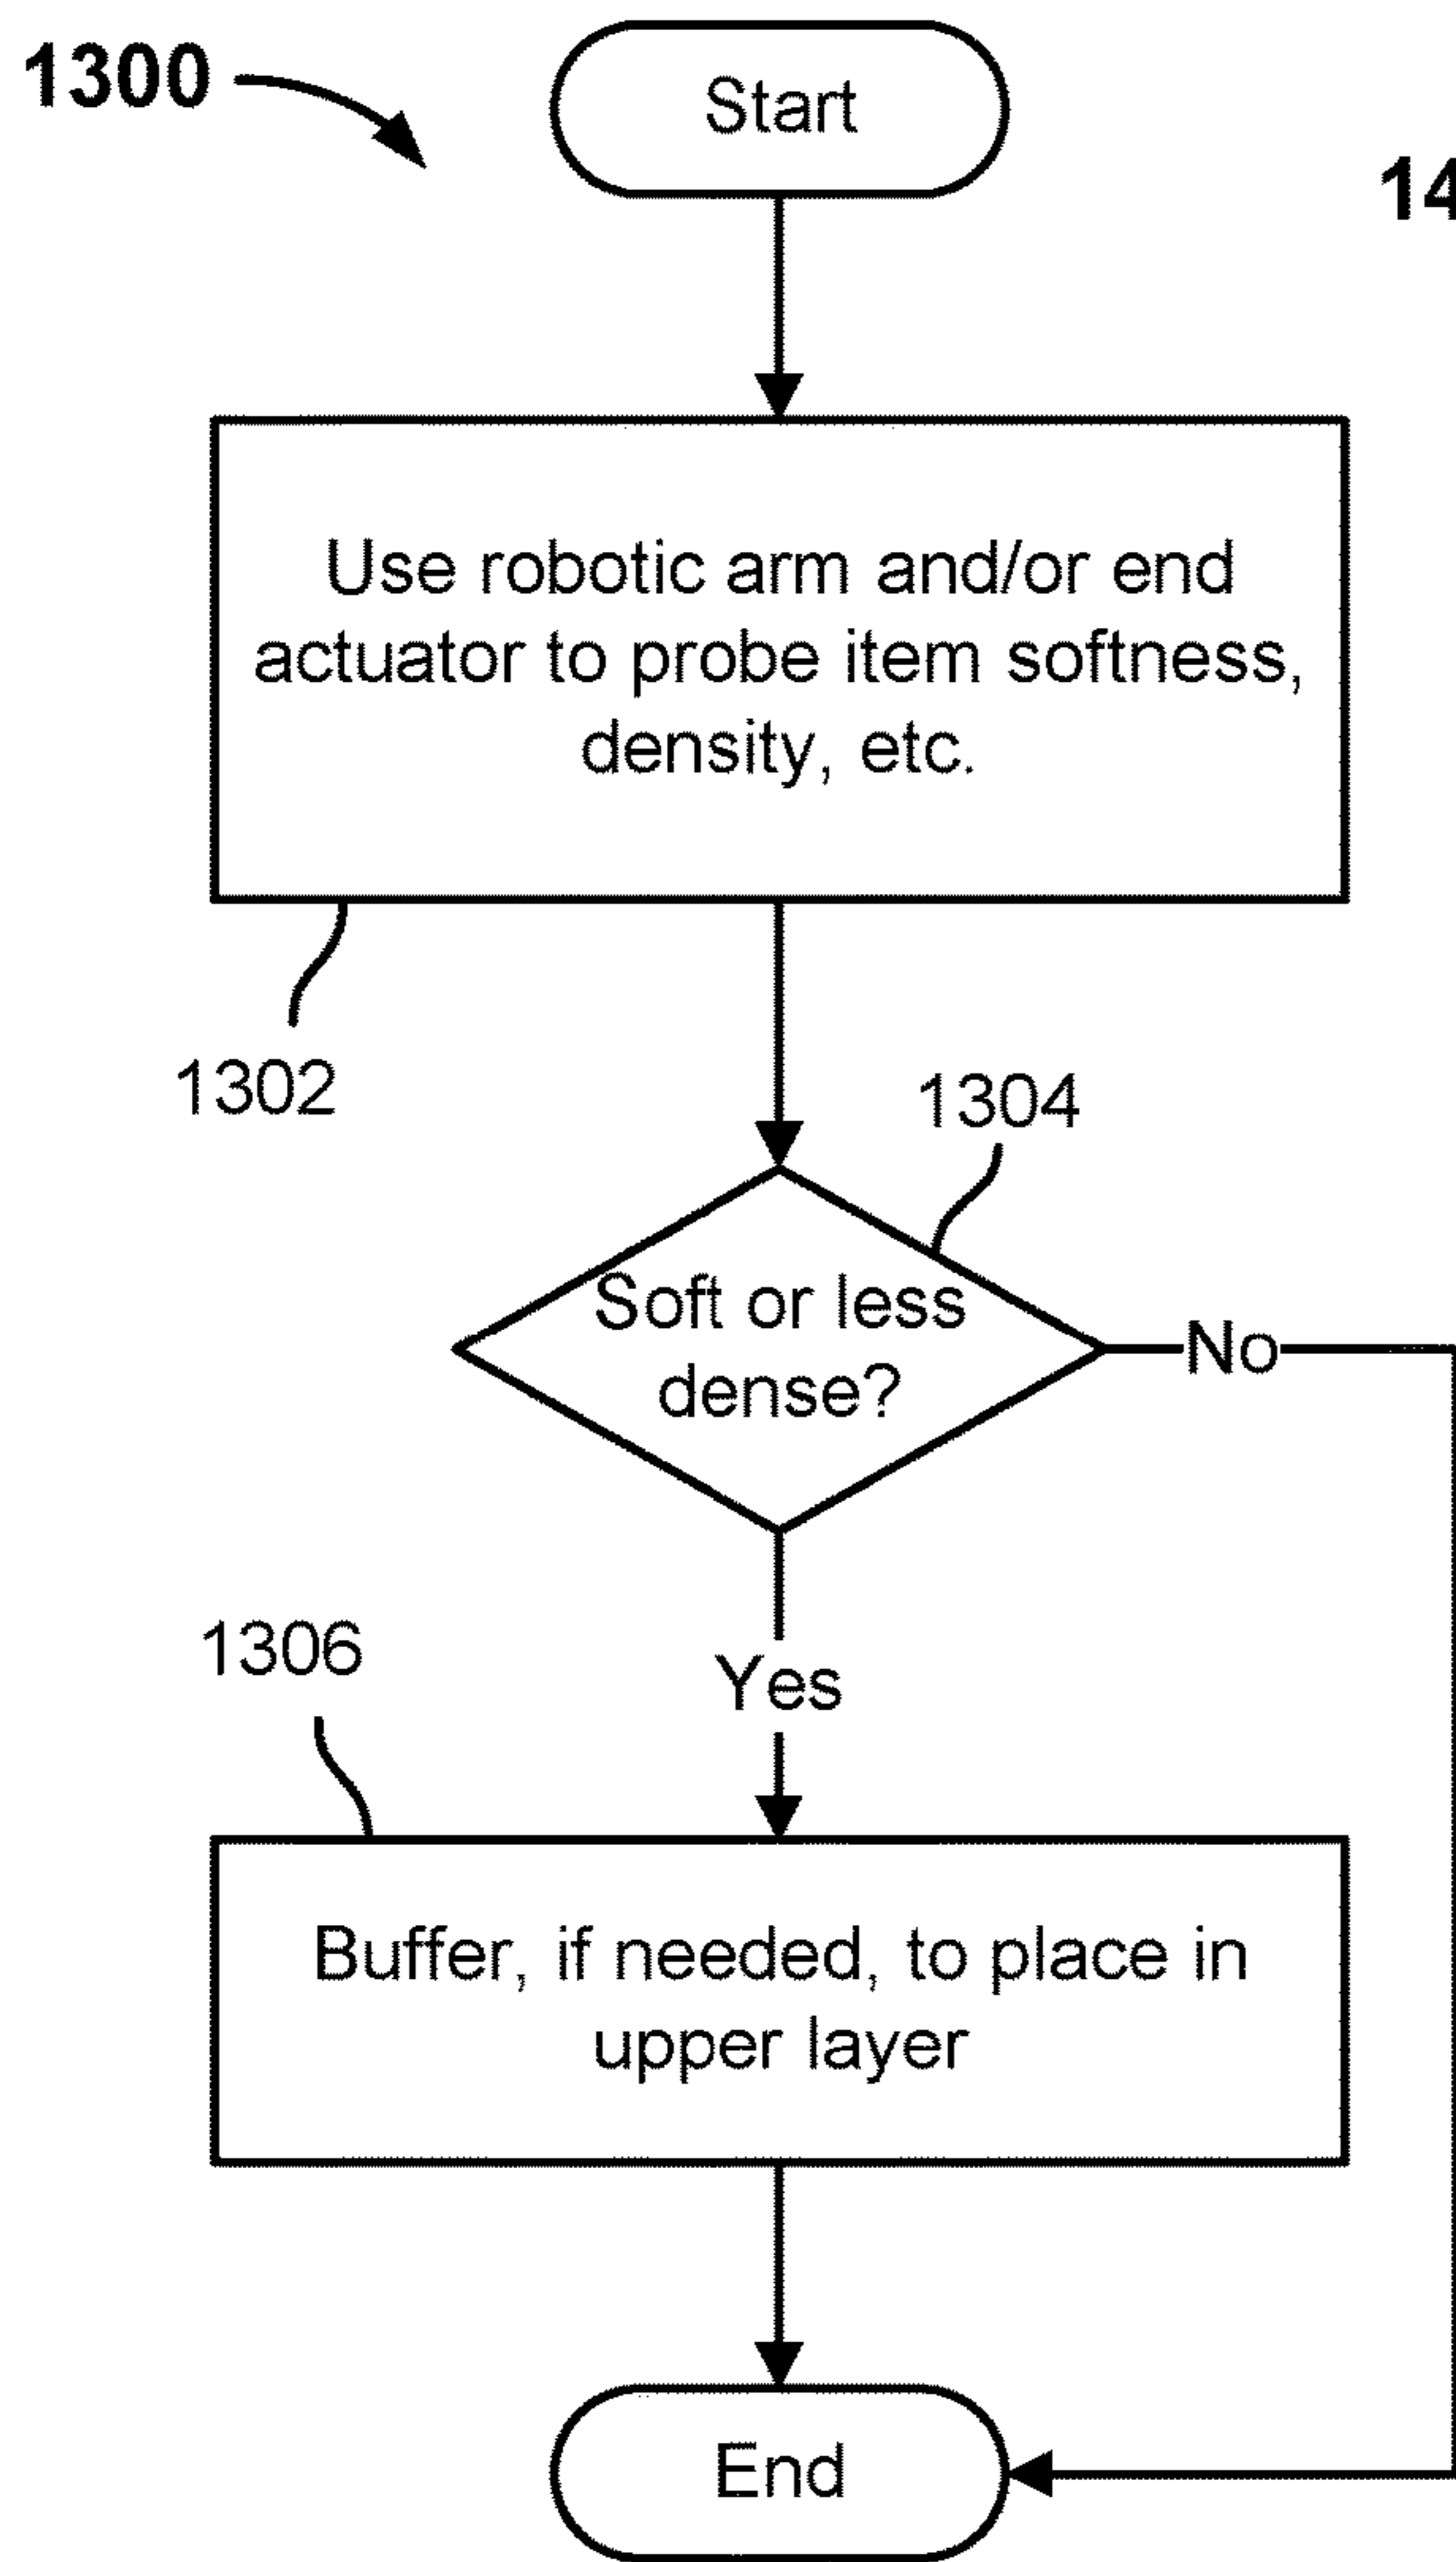 1300
Start
14
Use robotic arm and/or end
actuator to probe item softness,
density, etc.
1302
1304
Soft or less
dense?
No
Yes
1306
Buffer, if needed, to place in
upper layer
End